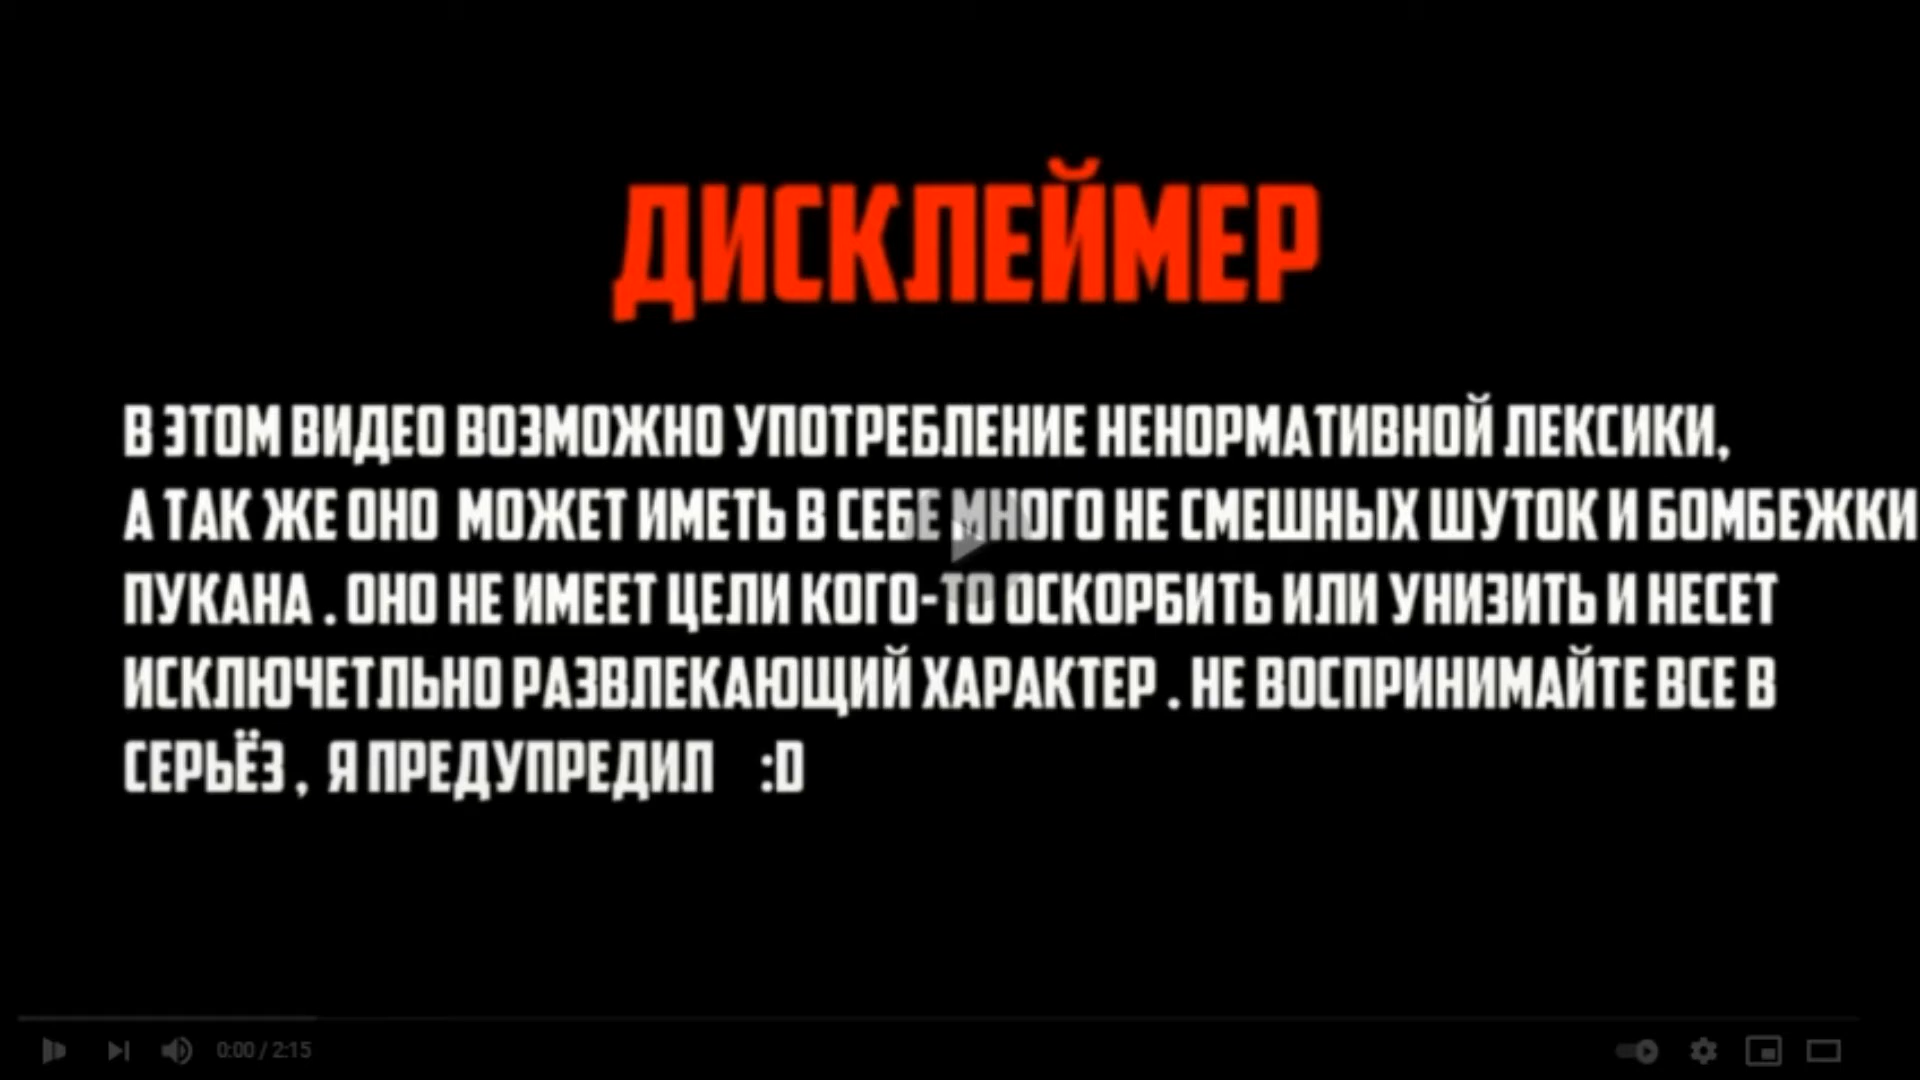 ДИСКЛЕЙМЕР
В ЭТОМ ВИДЕО ВОЗМОЖНО УПОТРЕБЛЕНИЕ НЕНОРМАТИВНОЙ ЛЕКСИКИ,
А ТАК ЖЕ ОНО МОЖЕТ ИМЕТЬ В СЕБЕ МНОГО НЕ СМЕШНЫХ ШУТОК И БОМБЕЖКИ
ПУКАНА . ОНО НЕ ИМЕЕТ ЦЕЛИ КОГО-ТО ОСКОРБИТЬ ИЛИ УНИЗИТЬ И НЕСЕТ
ИСКЛЮЧЕТЛЬНО РАЗВЛЕКАЮЩИЙ ХАРАКТЕР . НЕ ВОСПРИНИМАЙТЕ ВСЕ В
СЕРЬЁЗ , Я ПРЕДУПРЕДИЛ :D
0:00 / 2:15